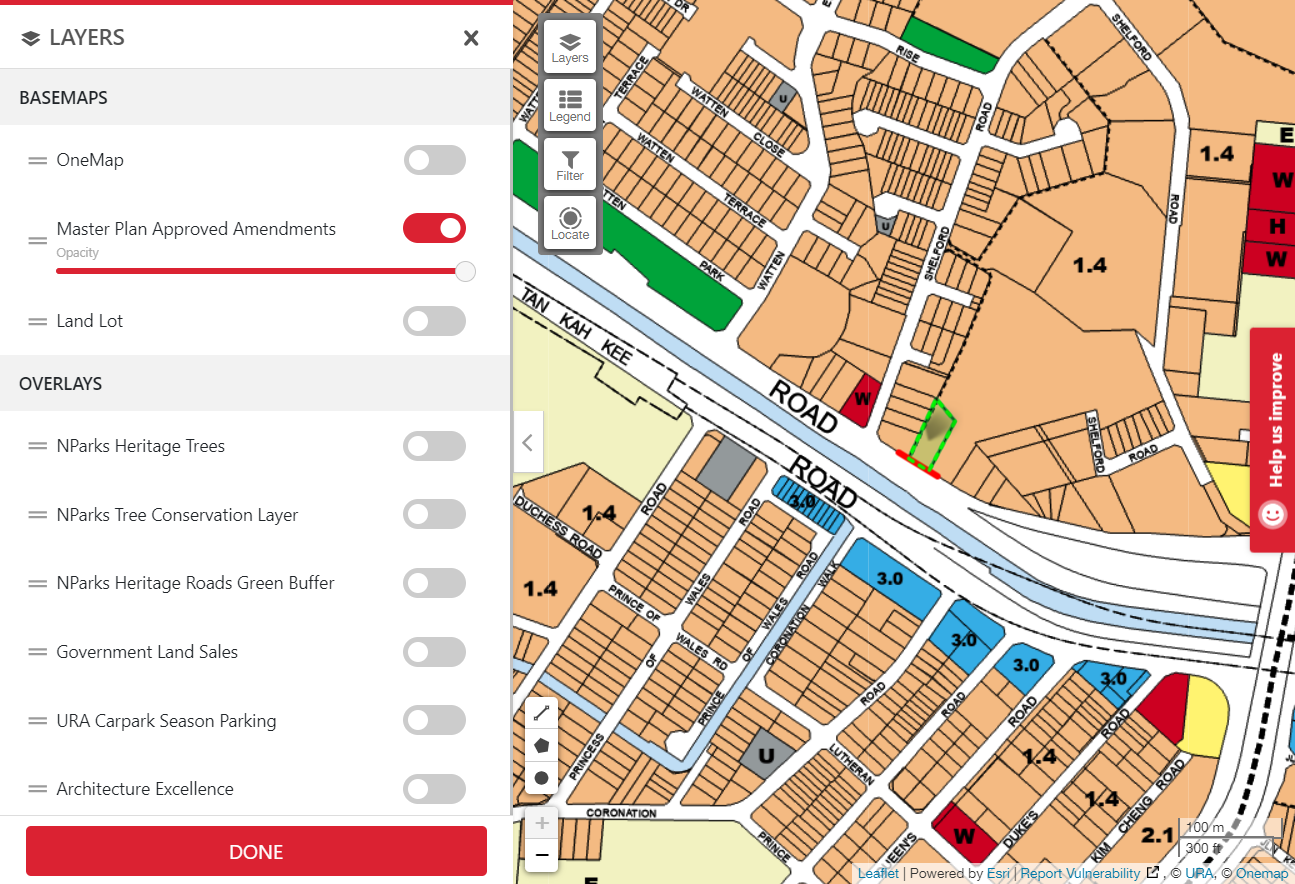 LAYERS
BASEMAPS
OneMap
Master Plan Approved Amendments
Opacity
Land Lot
OVERLAYS
NParks Heritage Trees
NParks Tree Conservation Layer
NParks Heritage Roads Green Buffer
Government Land Sales
URA Carpark Season Parking
Architecture Excellence
DONE
Layers
Legend
Filter
Locate
DR
RISE
SHELFORD
ROAD
TERRACE
WATTEN
CLOSE
U
ROAD
WATTEN
TERRACE
U
PARK
WATTEN
SHELFORD
1.4
E
W
H
W
1.4
TAN KAH KEE
ROAD
W
ROAD
SHELFORD
ROAD
Help us improve
3.0
1.4
DUCHESS ROAD
ROAD
ROAD
1.4
PRINCE OF
WALES
ROAD
WALES
OF
PRINCE
WALK
CORONATION
3.0
3.0
3.0
3.0
OF
WALES RD
PRINCESS
U
ROAD
ROAD
ROAD
ROAD
LUTHERAN
1.4
1.4
CORONATION
PRINCE
QUEEN'S
W
DUKE'S
KIM
CHENG
ROAD
2.1
E
100 m
300 ft
Leaflet | Powered by Esri | Report Vulnerability , © URA, © Onemap